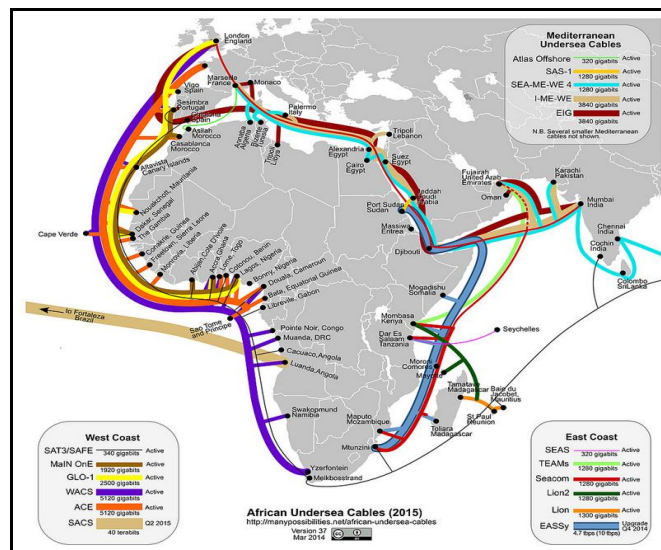 London
England
Vigo
Spain
Sesimbra
Portugal
Marseille
France
Monaco
Palermo
Italy
Asilah
Morocco
Casablanca
Morocco
Annaba
Algeria
Bizerte
Tunisia
Tripoli
Libya
Altavista
Canary Islands
Tripoli
Lebanon
Alexandria
Egypt
Cairo
Egypt
Suez
Egypt
Jeddah
Saudi
Arabia
Port Sudan
Sudan
Massiwa
Eritrea
Djibouti
Fujairah
United Arab
Emirates
Oman
Karachi
Pakistan
Mumbai
India
Chennai
India
Cochin
India
Colombo
Sri Lanka
Nouakchott, Mauritania
Dakar, Senegal
The Gambia
Cape Verde
Conakrie, Guinea
Freetown, Sierra Leone
Monrovia, Liberia
Abijan, Cote D'Ivoire
Accra, Ghana
Lome, Togo
Cotonou, Benin
Lagos, Nigeria
Bonny, Nigeria
Douala, Cameroun
Bata, Equatorial Guinea
Libreville, Gabon
Sao Tome
and Principe
to Fortaleza
Brazil
Pointe Noir, Congo
Muanda, DRC
Cacuaco, Angola
Luanda, Angola
Swakopmund
Namibia
Yzerfontein
Melkbosstrand
Mtunzini
Maputo
Mozambique
Toliara
Madagascar
Mogadishu
Somalia
Mombasa
Kenya
Dar Es
Salaam
Tanzania
Seychelles
Moroni
Comores
Mayotte
Tamatave
Madagascar
Baie du
Jacobet,
Mauritius
St.Paul
Reunion
Mediterranean
Undersea Cables
Atlas Offshore 320 gigabits Active
SAS-1 1280 gigabits Active
SEA-ME-WE 4 1280 gigabits Active
I-ME-WE 3840 gigabits Active
EIG 3840 gigabits Active
N.B. Several smaller Mediterranean
cables not shown.
West Coast
SAT3/SAFE 340 gigabits Active
MaIN OnE 1920 gigabits Active
GLO-1 2500 gigabits Active
WACS 5120 gigabits Active
ACE 5120 gigabits Active
SACS 40 terabits Q2 2015
African Undersea Cables (2015)
http://manypossibilities.net/african-undersea-cables
Version 37
Mar 2014
East Coast
SEAS 320 gigabits Active
TEAMs 1280 gigabits Active
Seacom 1280 gigabits Active
Lion2 1280 gigabits Active
Lion 1300 gigabits Active
EASSy 4.7 tbps (10 tbps) Upgrade
Q4 2014